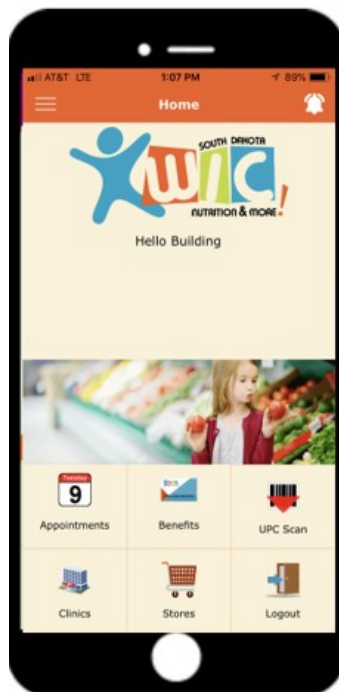 AT&T LTE 1:07 PM 89%
Home
SOUTH DAKOTA
WIC
NUTRITION & MORE!
Hello Building
Tuesday
9
Appointments Benefits UPC Scan
Clinics Stores Logout